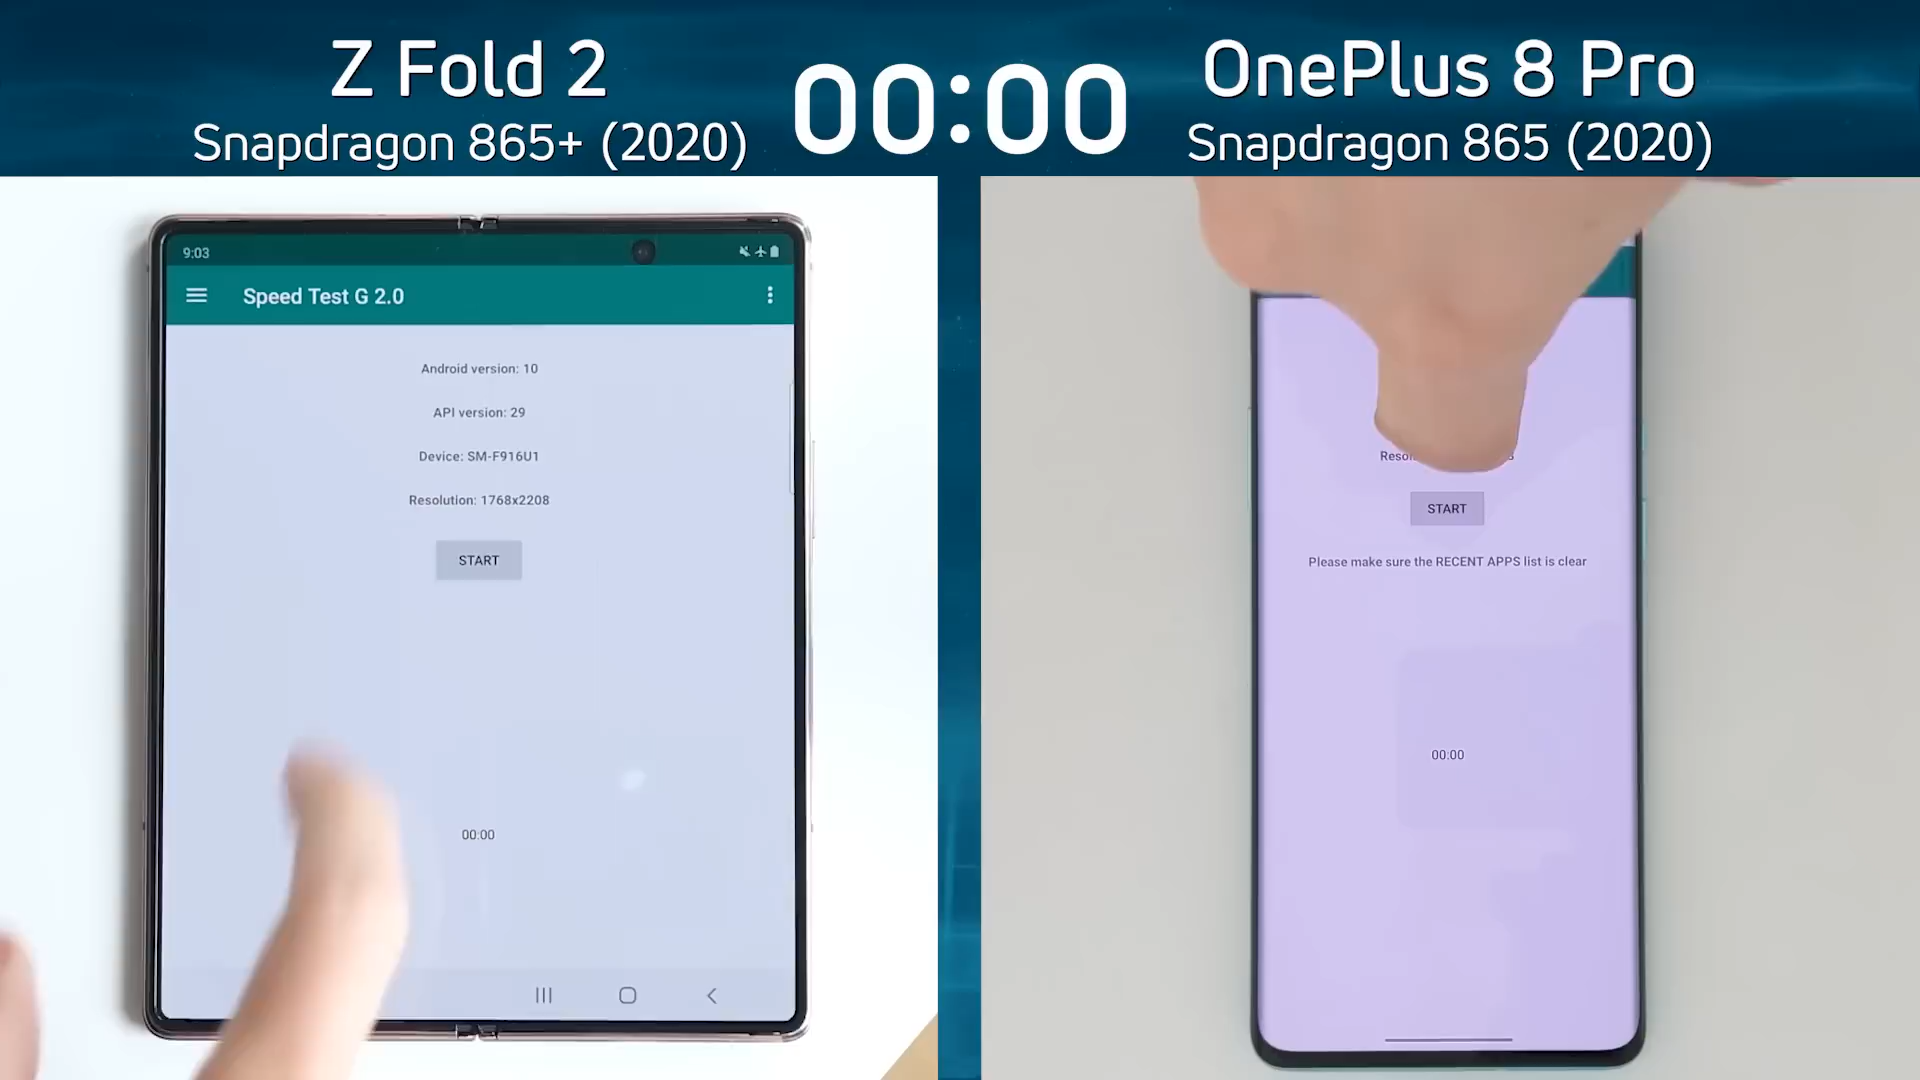 Z Fold 2
Snapdragon 865+ (2020)
00:00
OnePlus 8 Pro
Snapdragon 865 (2020)
9:03
Speed Test G 2.0
Android version: 10
API version: 29
Device: SM-F916U1
Resolution: 1768x2208
START
00:00
START
Please make sure the RECENT APPS list is clear
00:00